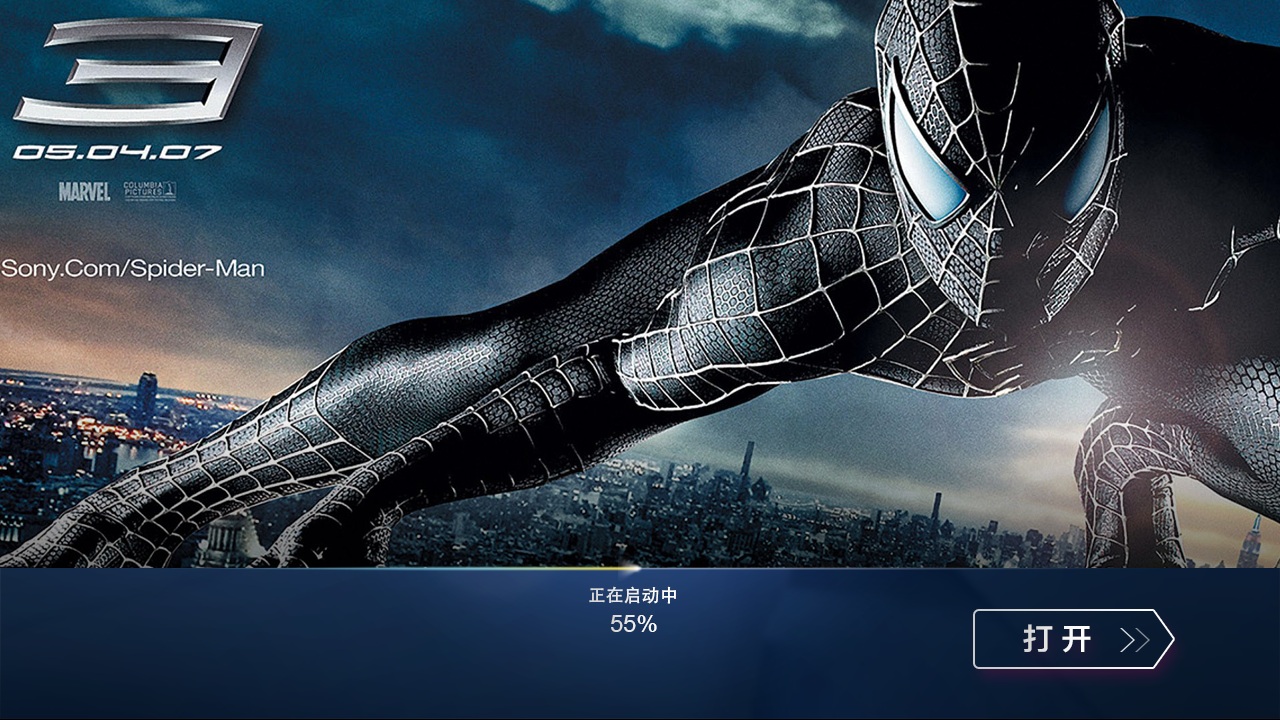 3
05.04.07
MARVEL
COLUMBIA
PICTURES
Sony.Com/Spider-Man
正在启动中
55%
打开